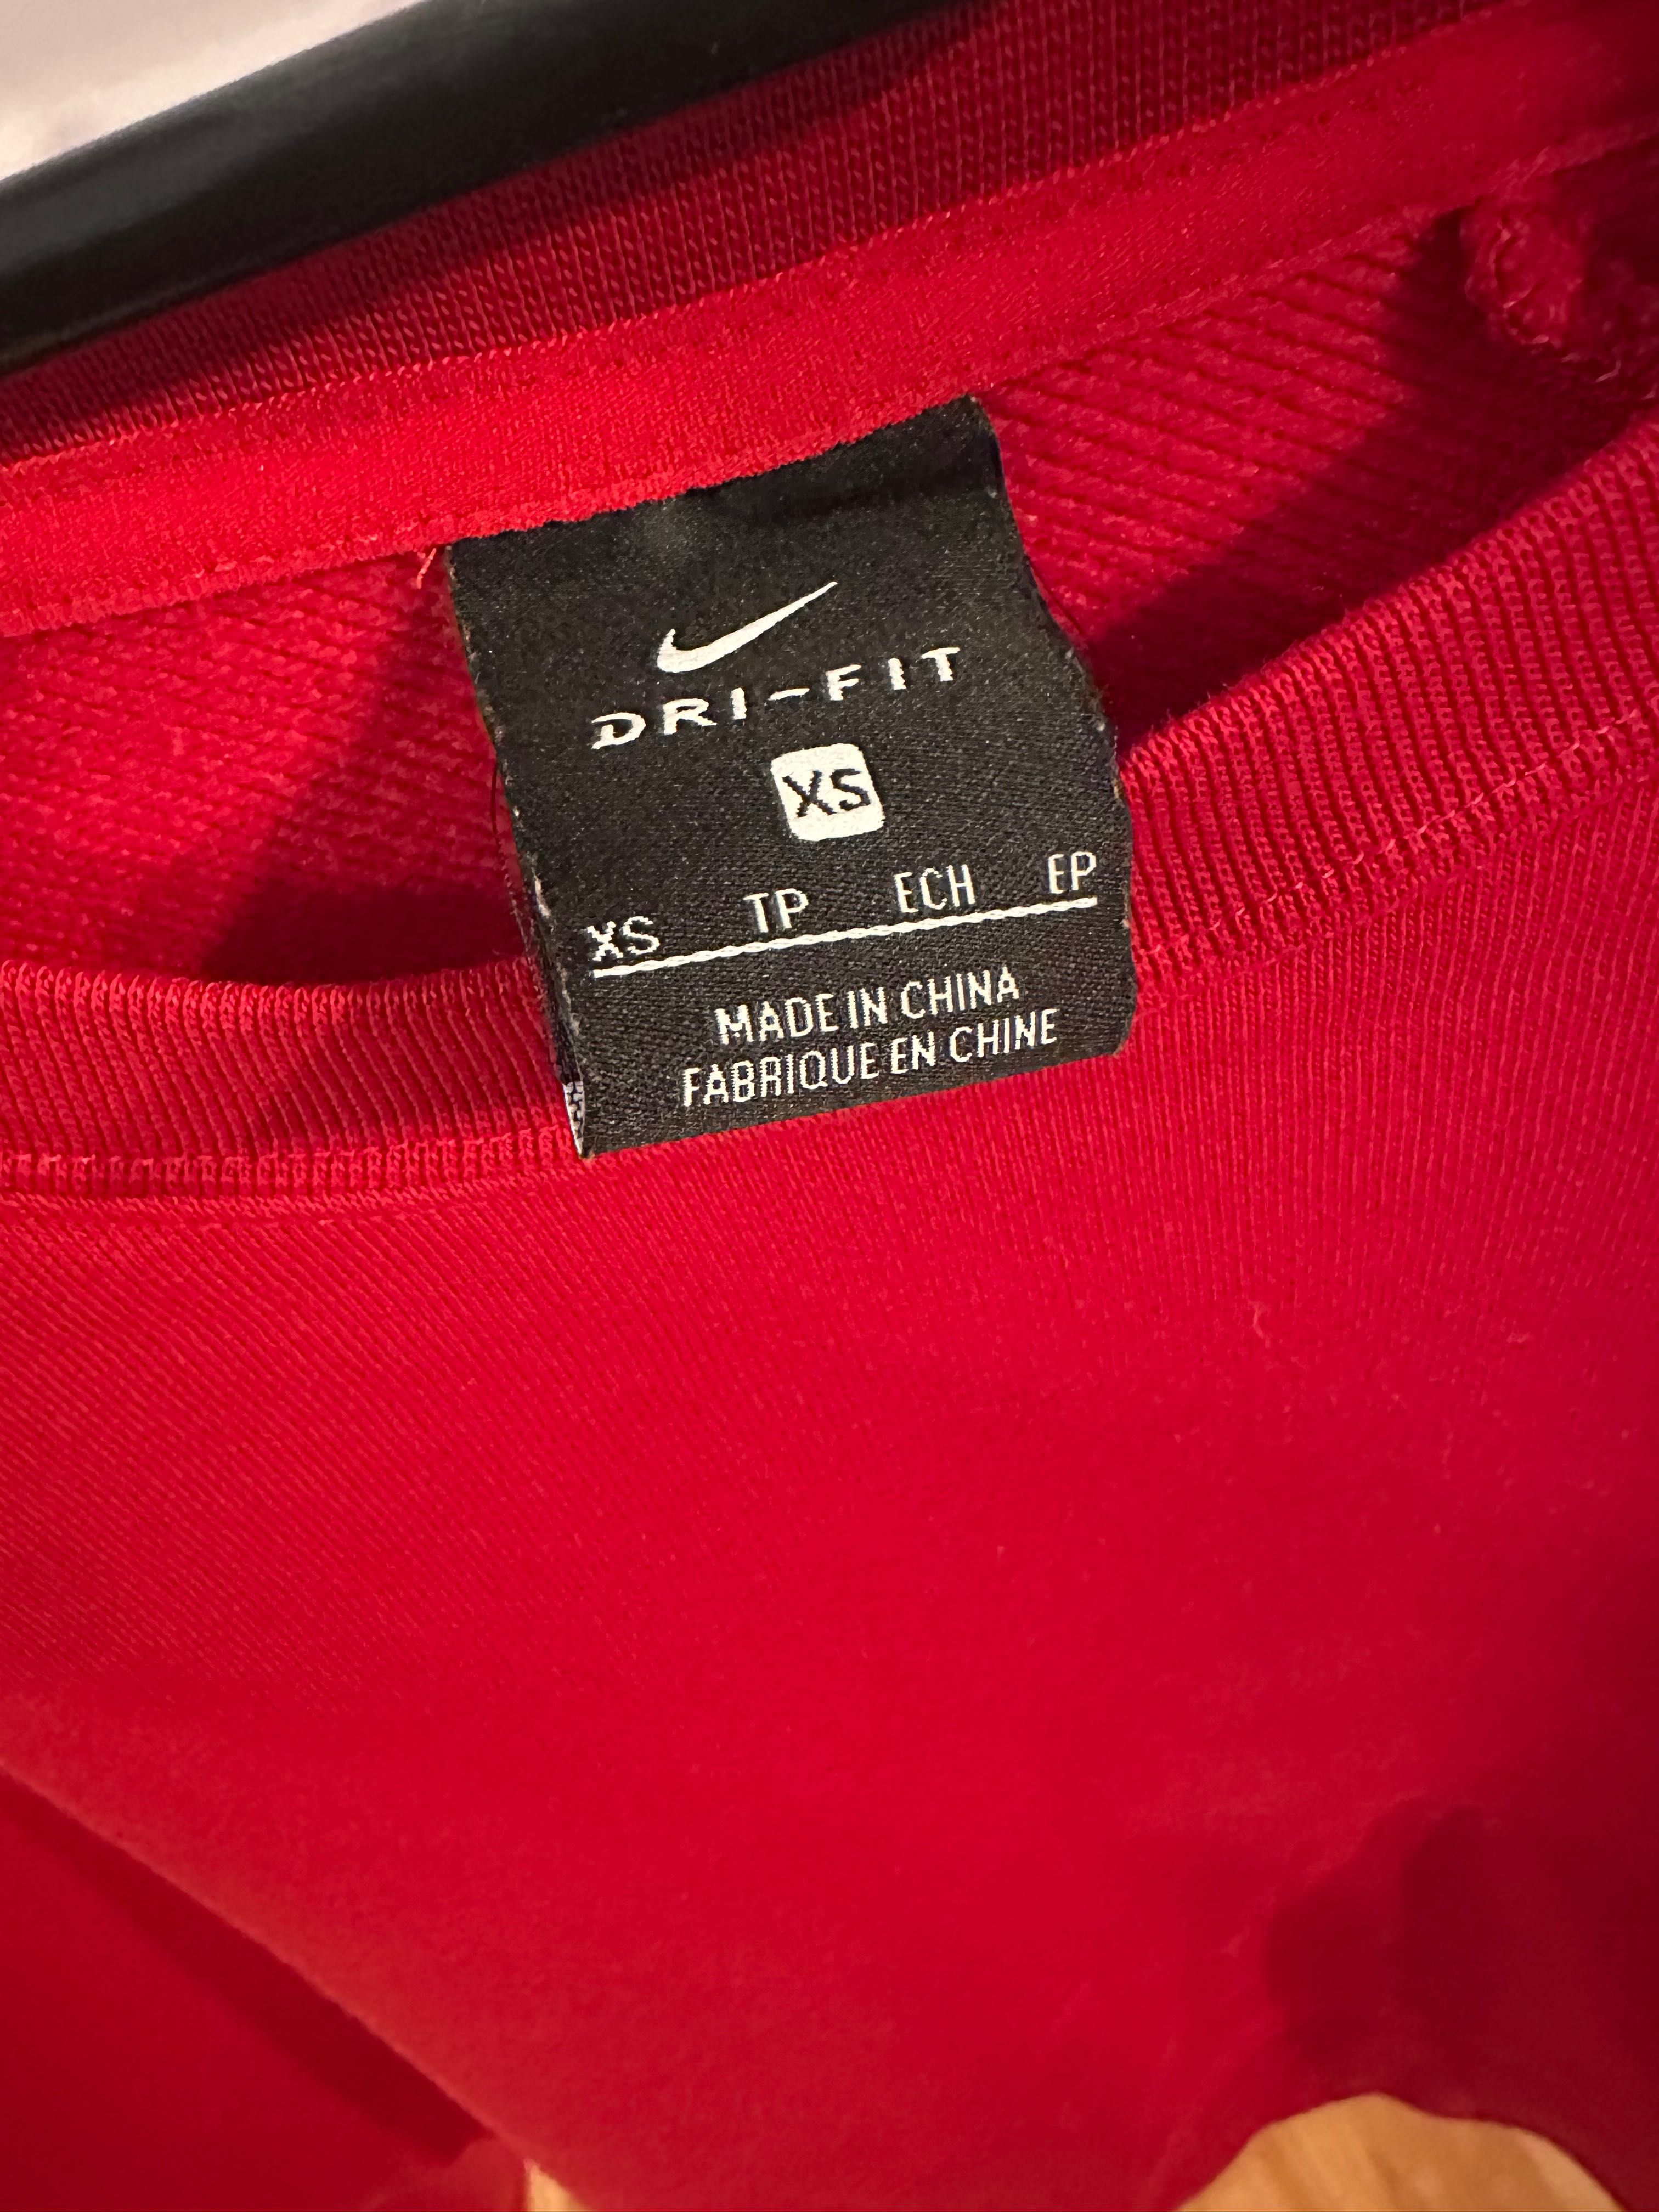 DRI-FIT
XS
XS TP ECH EP
MADE IN CHINA
FABRIQUE EN CHINE